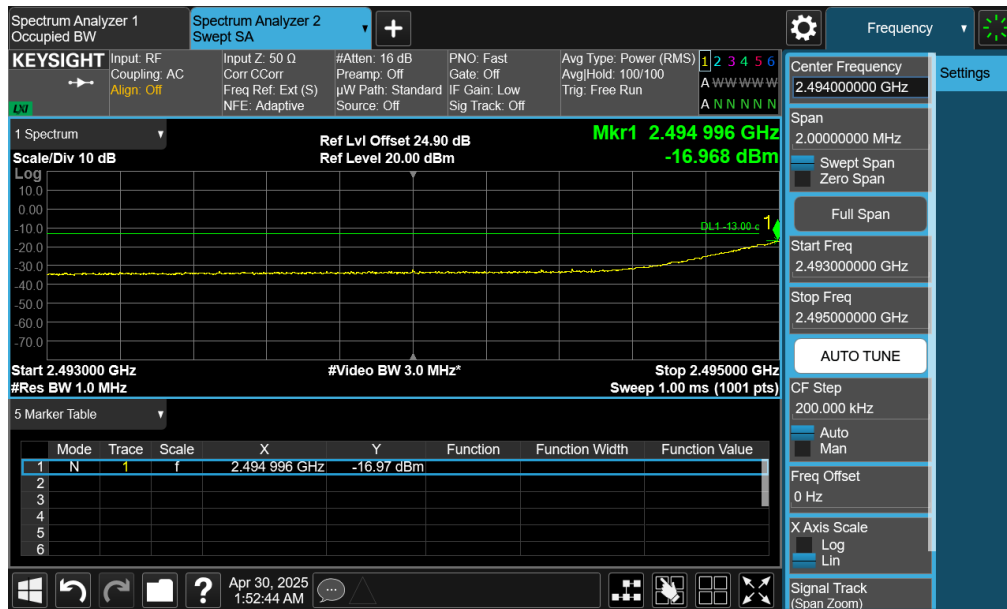 Spectrum Analyzer 1
Occupied BW
Spectrum Analyzer 2
Swept SA
Frequency
KEYSIGHT
LXI
Input: RF
Coupling: AC
Align: Off
Input Z: 50 Ω
Corr CCorr
Freq Ref: Ext (S)
NFE: Adaptive
#Atten: 16 dB
Preamp: Off
µW Path: Standard
Source: Off
PNO: Fast
Gate: Off
IF Gain: Low
Sig Track: Off
Avg Type: Power (RMS)
Avg|Hold: 100/100
Trig: Free Run
1 2 3 4 5 6
A W W W W W
A N N N N N
1 Spectrum
Scale/Div 10 dB
Ref Lvl Offset 24.90 dB
Ref Level 20.00 dBm
Mkr1 2.494 996 GHz
-16.968 dBm
Log
10.0
0.00
-10.0
-20.0
-30.0
-40.0
-50.0
-60.0
-70.0
DL1 -13.00
1
Start 2.493000 GHz
#Res BW 1.0 MHz
#Video BW 3.0 MHz*
Stop 2.495000 GHz
Sweep 1.00 ms (1001 pts)
5 Marker Table
Mode Trace Scale X Y Function Function Width Function Value
1 N 1 f 2.494 996 GHz -16.97 dBm
2
3
4
5
6
Apr 30, 2025
1:52:44 AM
Center Frequency
2.494000000 GHz
Settings
Span
2.00000000 MHz
Swept Span
Zero Span
Full Span
Start Freq
2.493000000 GHz
Stop Freq
2.495000000 GHz
AUTO TUNE
CF Step
200.000 kHz
Auto
Man
Freq Offset
0 Hz
X Axis Scale
Log
Lin
Signal Track
(Span Zoom)